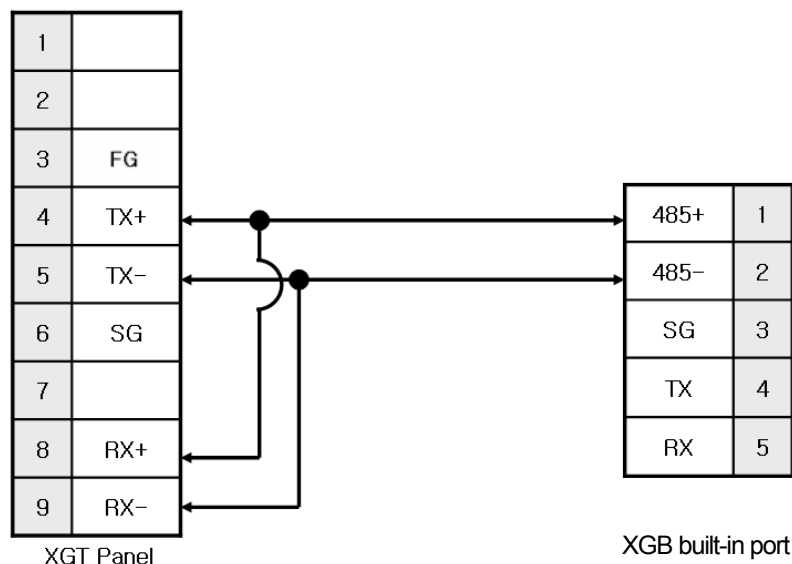 1
2
3 FG
4 TX+
5 TX-
6 SG
7
8 RX+
9 RX-
XGT Panel
485+ 1
485- 2
SG 3
TX 4
RX 5
XGB built-in port